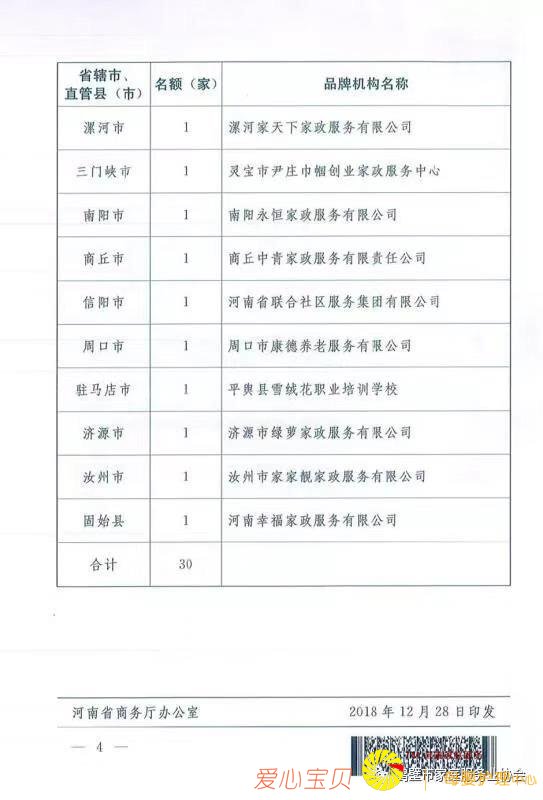 省辖市、
直管县（市） 名额（家） 品牌机构名称
漯河市 1 漯河家天下家政服务有限公司
三门峡市 1 灵宝市尹庄巾帼创业家政服务中心
南阳市 1 南阳永恒家政服务有限公司
商丘市 1 商丘中青家政服务有限责任公司
信阳市 1 河南省联合社区服务集团有限公司
周口市 1 周口市康德养老服务有限公司
驻马店市 1 平舆县雪绒花职业培训学校
济源市 1 济源市绿萝家政服务有限公司
汝州市 1 汝州市家家靓家政服务有限公司
固始县 1 河南幸福家政服务有限公司
合计 30
河南省商务厅办公室 2018年12月28日印发
— 4 —
爱心宝贝
鹤壁市家庭服务业协会